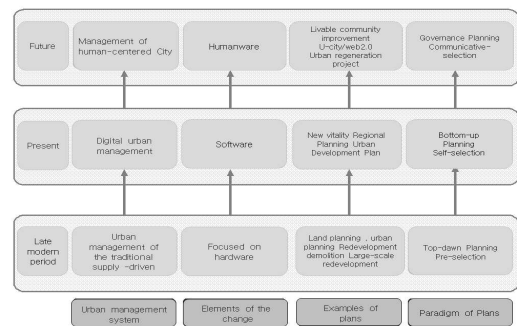 Future
Management of
human-centered City
Humanware
Livable community
improvement
U-city/web2.0
Urban regeneration
project
Governance Planning
Communicative-
selection
Present
Digital urban
management
Software
New vitality Regional
Planning Urban
Development Plan
Bottom-up
Planning
Self-selection
Late
modern
period
Urban
management of
the traditional
supply -driven
Focused on
hardware
Land planning . urban
planning Redevelopment
demolition Large-scale
redevelopment
Top-dawn Planning
Pre-selection
Urban management
system
Elements of the
change
Examples of
plans
Paradigm of Plans